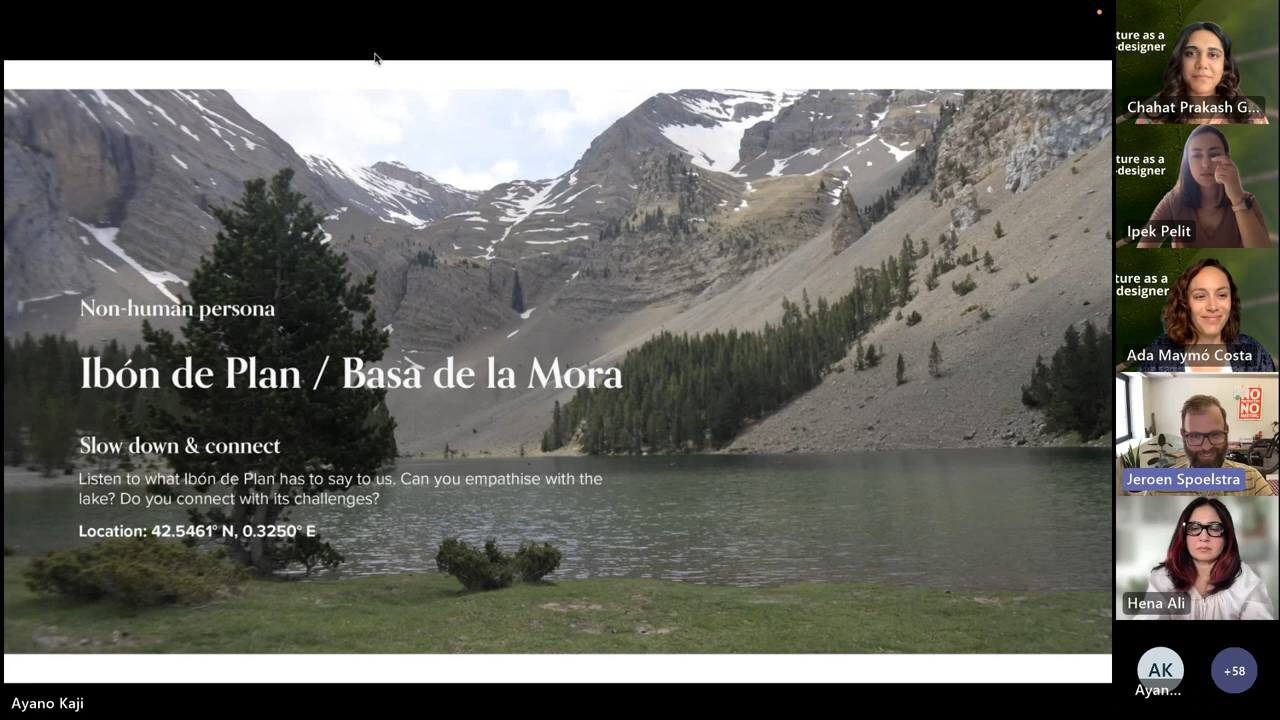 Non-human persona
Ibón de Plan / Basa de la Mora
Slow down & connect
Listen to what Ibón de Plan has to say to us. Can you empathise with the
lake? Do you connect with its challenges?
Location: 42.5461° N, 0.3250° E
Ayano Kaji
ture as a
-designer
Chahat Prakash G...
ture as a
-designer
Ipek Pelit
ture as a
designer
Ada Maymó Costa
NO
NO
Jeroen Spoelstra
Hena Ali
AK
Ayan...
+58